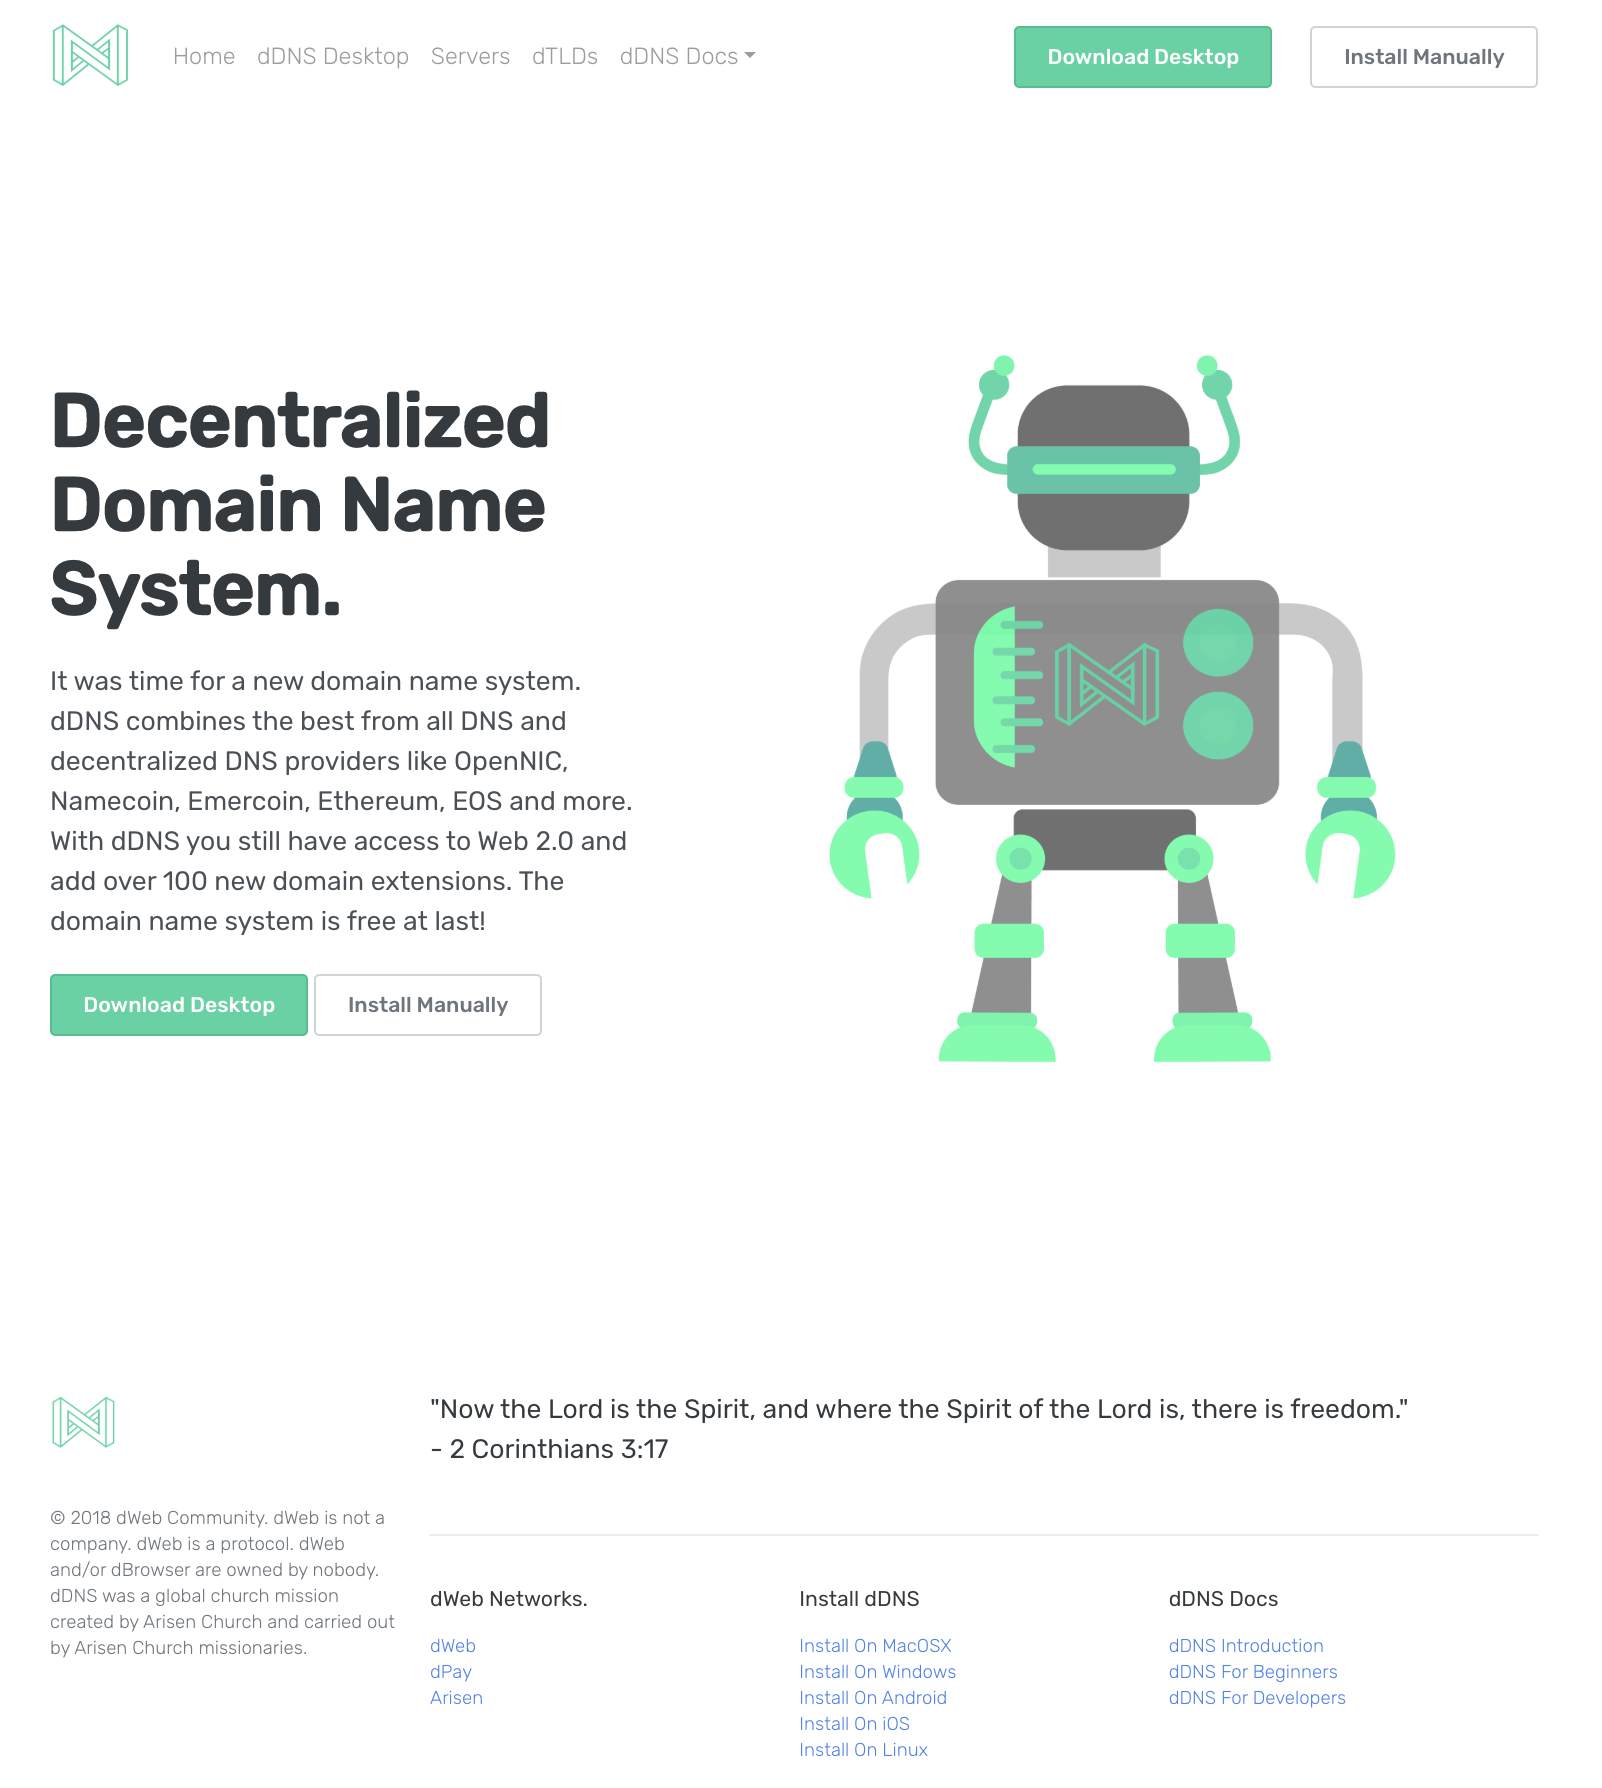 Home dDNS Desktop Servers dTLDs dDNS Docs Download Desktop Install Manually
Decentralized
Domain Name
System.
It was time for a new domain name system.
dDNS combines the best from all DNS and
decentralized DNS providers like OpenNIC,
Namecoin, Emercoin, Ethereum, EOS and more.
With dDNS you still have access to Web 2.0 and
add over 100 new domain extensions. The
domain name system is free at last!
Download Desktop Install Manually
"Now the Lord is the Spirit, and where the Spirit of the Lord is, there is freedom."
- 2 Corinthians 3:17
© 2018 dWeb Community. dWeb is not a
company. dWeb is a protocol. dWeb
and/or dBrowser are owned by nobody.
dDNS was a global church mission
created by Arisen Church and carried out
by Arisen Church missionaries.
dWeb Networks.
dWeb
dPay
Arisen
Install dDNS
Install On MacOSX
Install On Windows
Install On Android
Install On iOS
Install On Linux
dDNS Docs
dDNS Introduction
dDNS For Beginners
dDNS For Developers